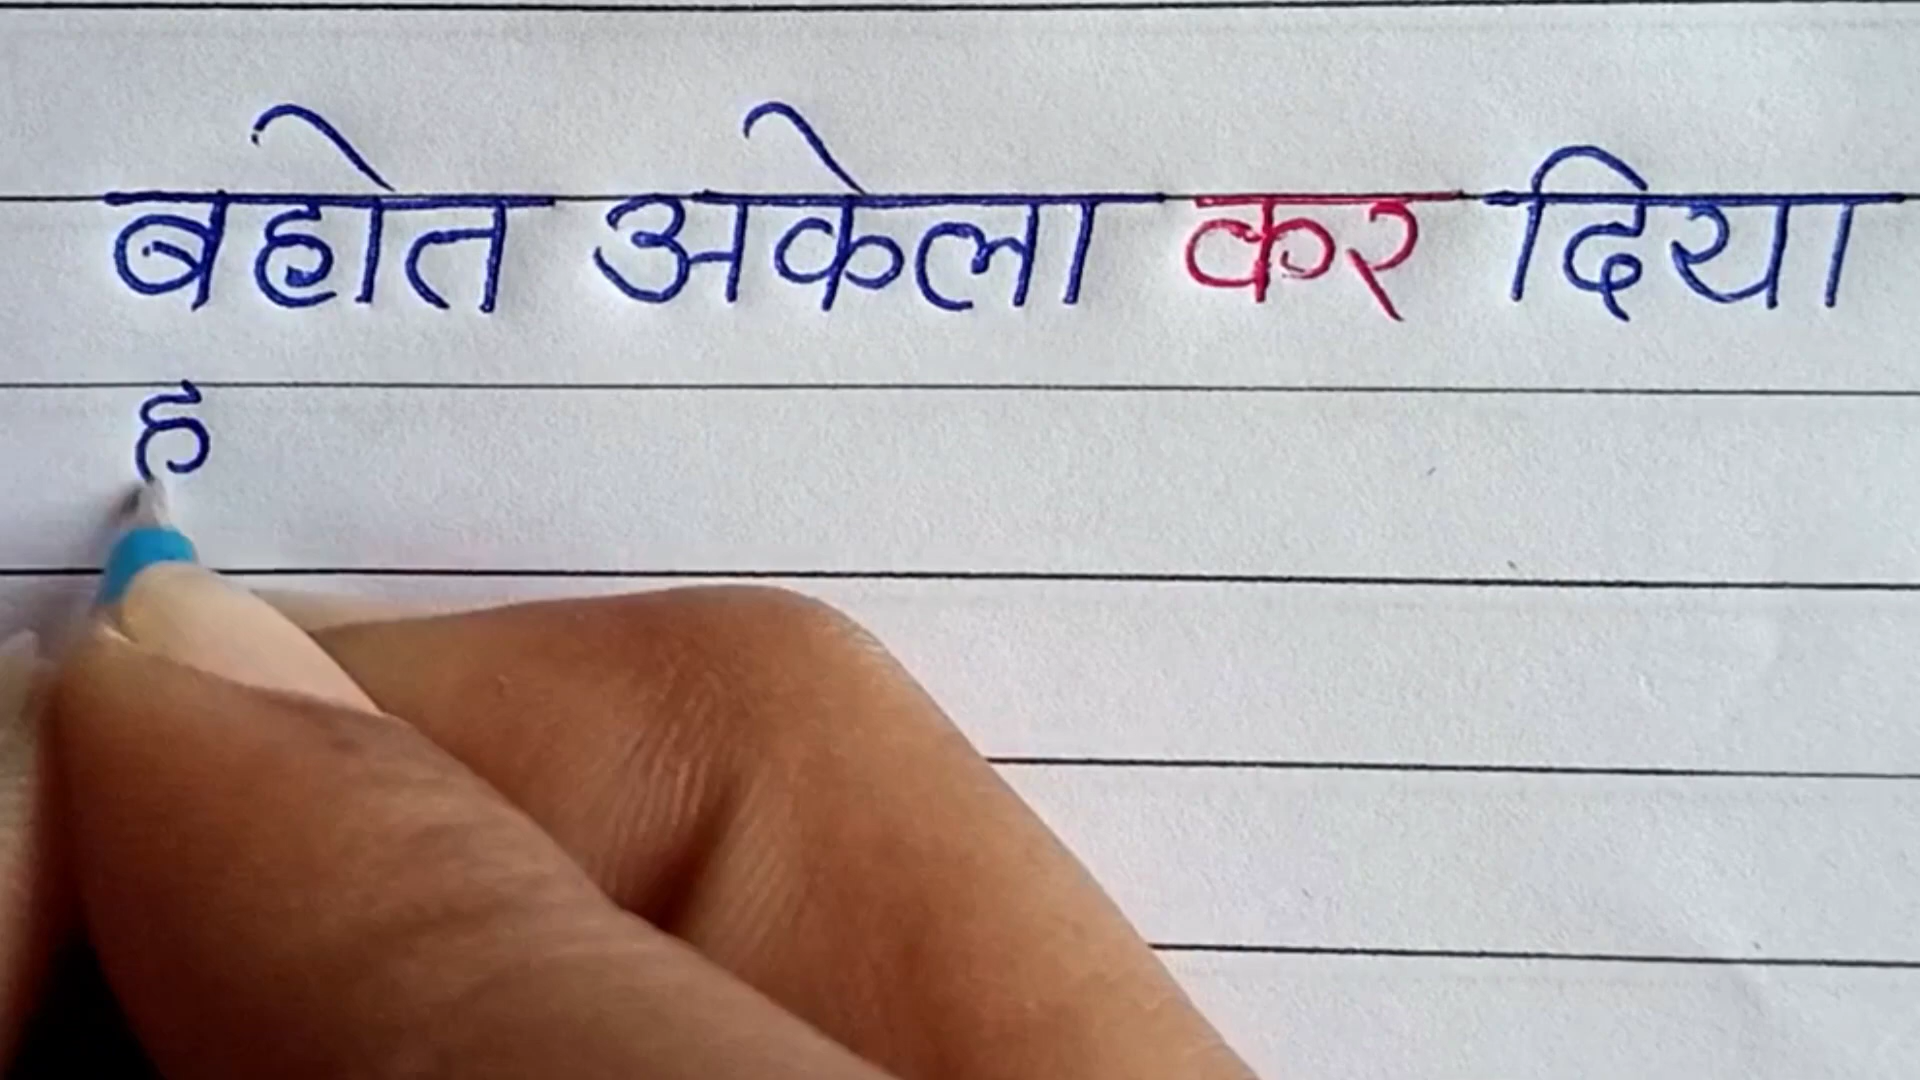 बहोत अकेला कर दिया
ह